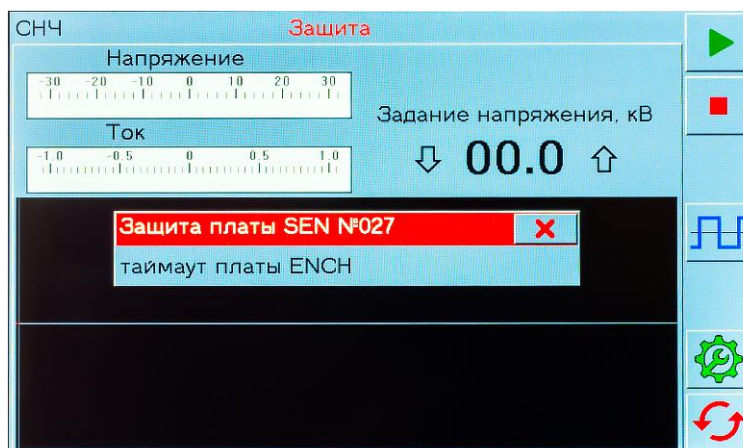 СНЧ
Защита
Напряжение
-30 -20 -10 0 10 20 30
Задание напряжения, кВ
Ток
-1.0 -0.5 0 0.5 1.0
00.0
Защита платы SEN №027
таймаут платы ENCH